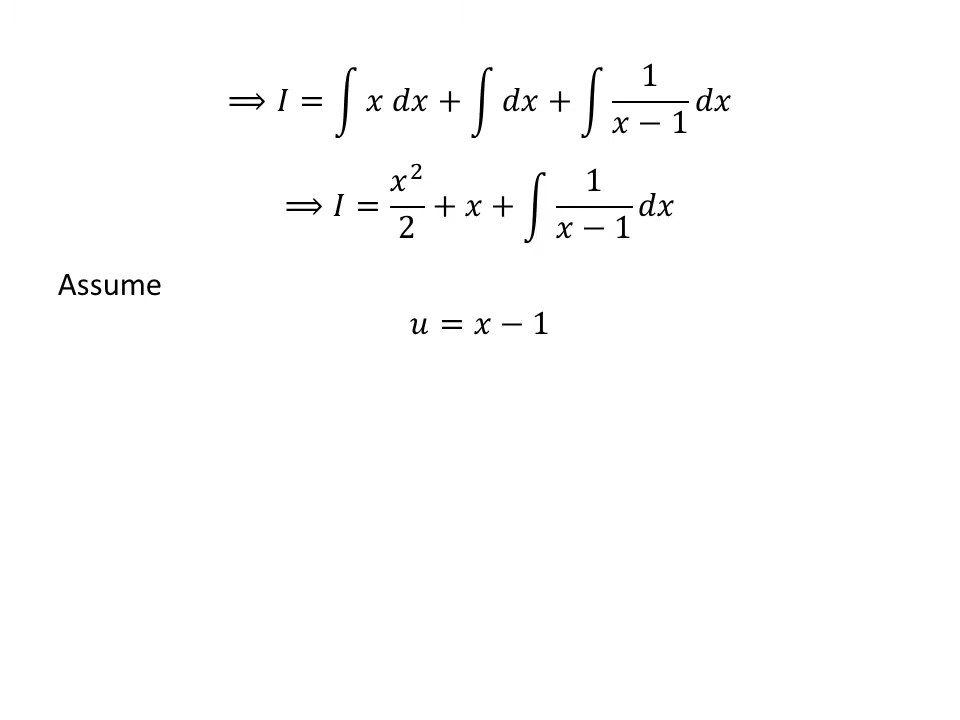 ⟹ I = ∫ x dx + ∫ dx + ∫ 1/(x − 1) dx
⟹ I = x²/2 + x + ∫ 1/(x − 1) dx
Assume
u = x − 1